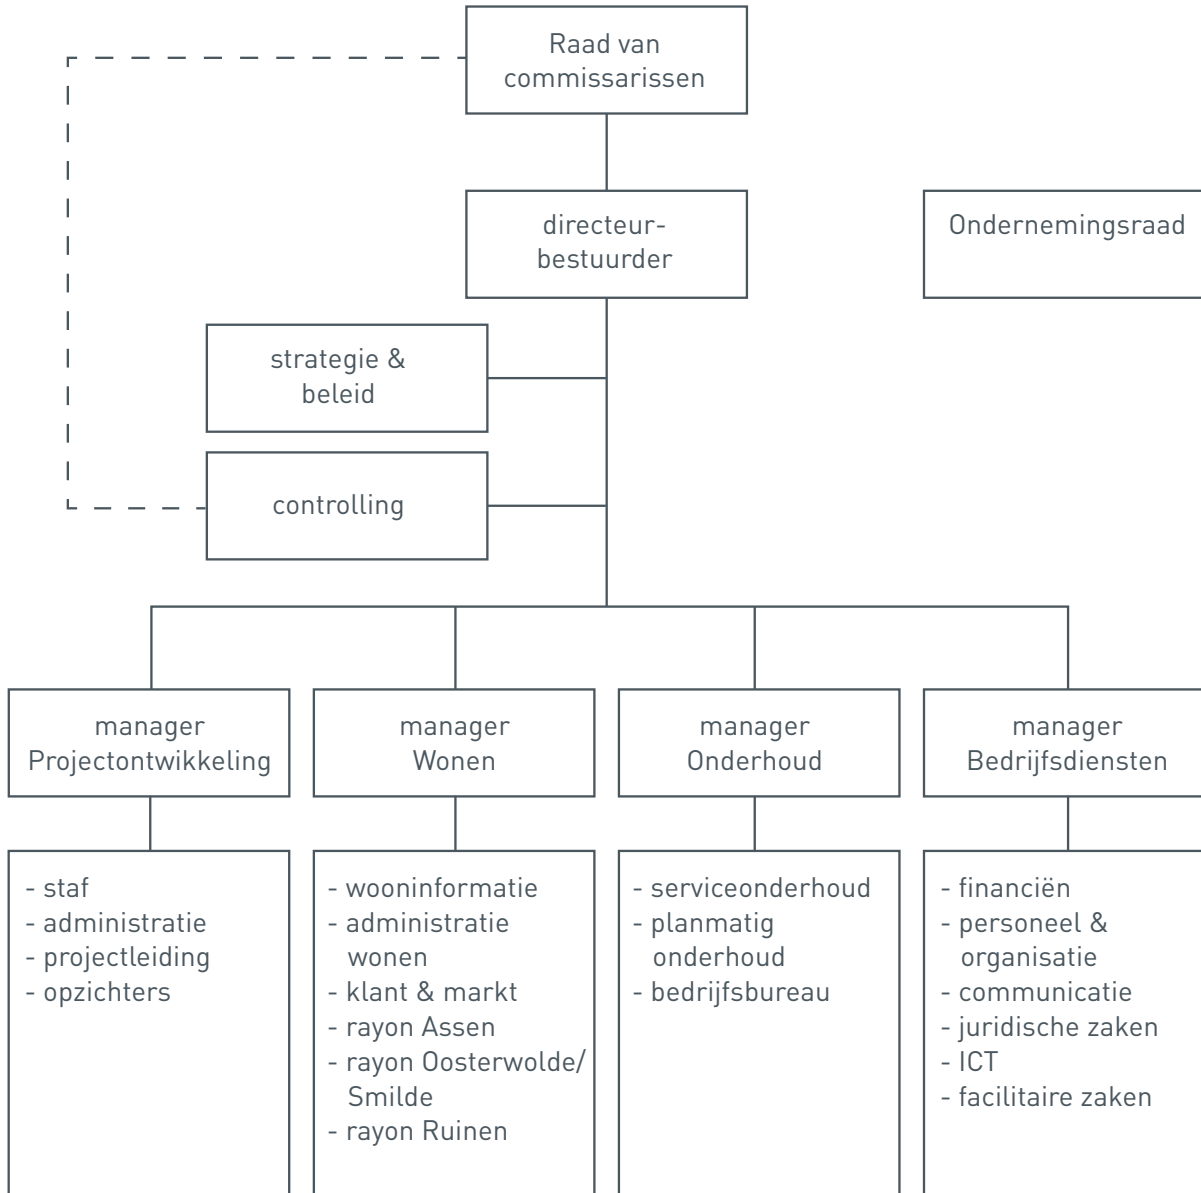 Raad van
commissarissen
directeur-
bestuurder
Ondernemingsraad
strategie &
beleid
controlling
manager
Projectontwikkeling
manager
Wonen
manager
Onderhoud
manager
Bedrijfsdiensten
- staf
- administratie
- projectleiding
- opzichters
- wooninformatie
- administratie
wonen
- klant & markt
- rayon Assen
- rayon Oosterwolde/
Smilde
- rayon Ruinen
- serviceonderhoud
- planmatig
onderhoud
- bedrijfsbureau
- financiën
- personeel &
organisatie
- communicatie
- juridische zaken
- ICT
- facilitaire zaken